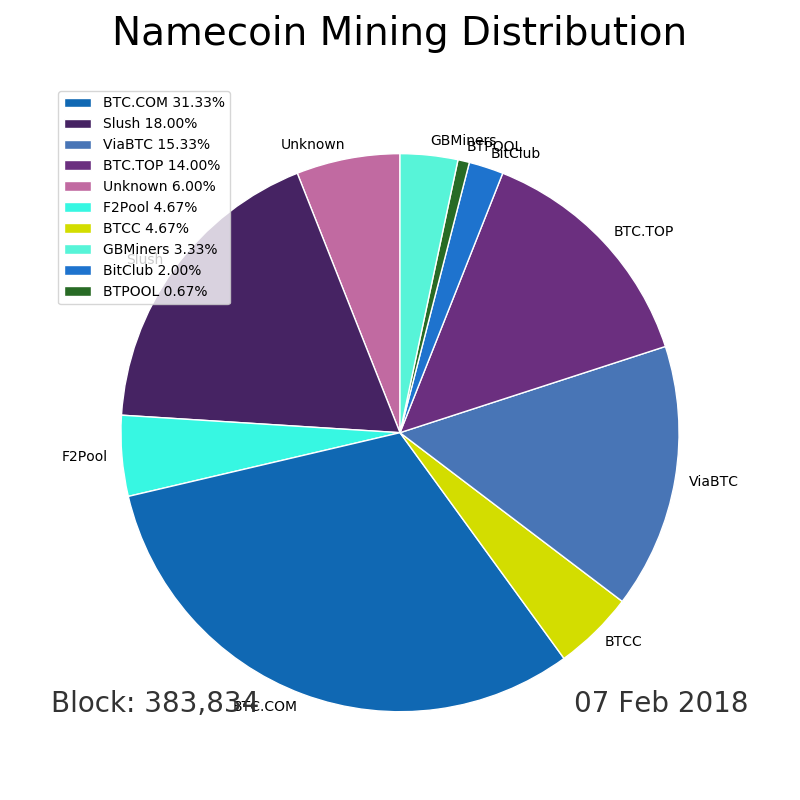 Namecoin Mining Distribution
BTC.COM 31.33%
Slush 18.00%
ViaBTC 15.33%
BTC.TOP 14.00%
Unknown 6.00%
F2Pool 4.67%
BTCC 4.67%
GBMiners 3.33%
BitClub 2.00%
BTPOOL 0.67%
Unknown
GBMiners
BTPOOL
BitClub
BTC.TOP
Slush
F2Pool
ViaBTC
BTCC
BTC.COM
Block: 383,834
07 Feb 2018